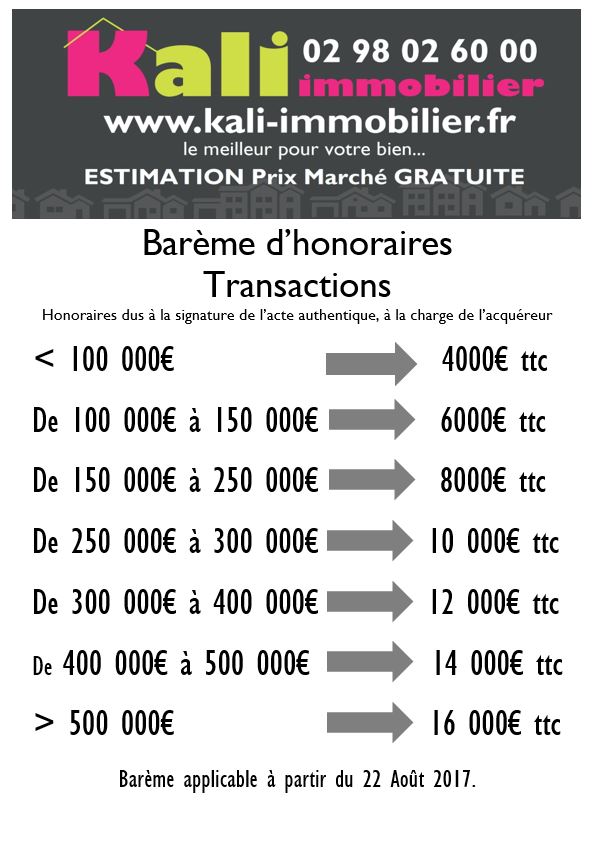 Kali 02 98 02 60 00
immobilier
www.kali-immobilier.fr
le meilleur pour votre bien...
ESTIMATION Prix Marché GRATUITE
Barème d’honoraires
Transactions
Honoraires dus à la signature de l’acte authentique, à la charge de l’acquéreur
< 100 000€ 4000€ ttc
De 100 000€ à 150 000€ 6000€ ttc
De 150 000€ à 250 000€ 8000€ ttc
De 250 000€ à 300 000€ 10 000€ ttc
De 300 000€ à 400 000€ 12 000€ ttc
De 400 000€ à 500 000€ 14 000€ ttc
> 500 000€ 16 000€ ttc
Barème applicable à partir du 22 Août 2017.